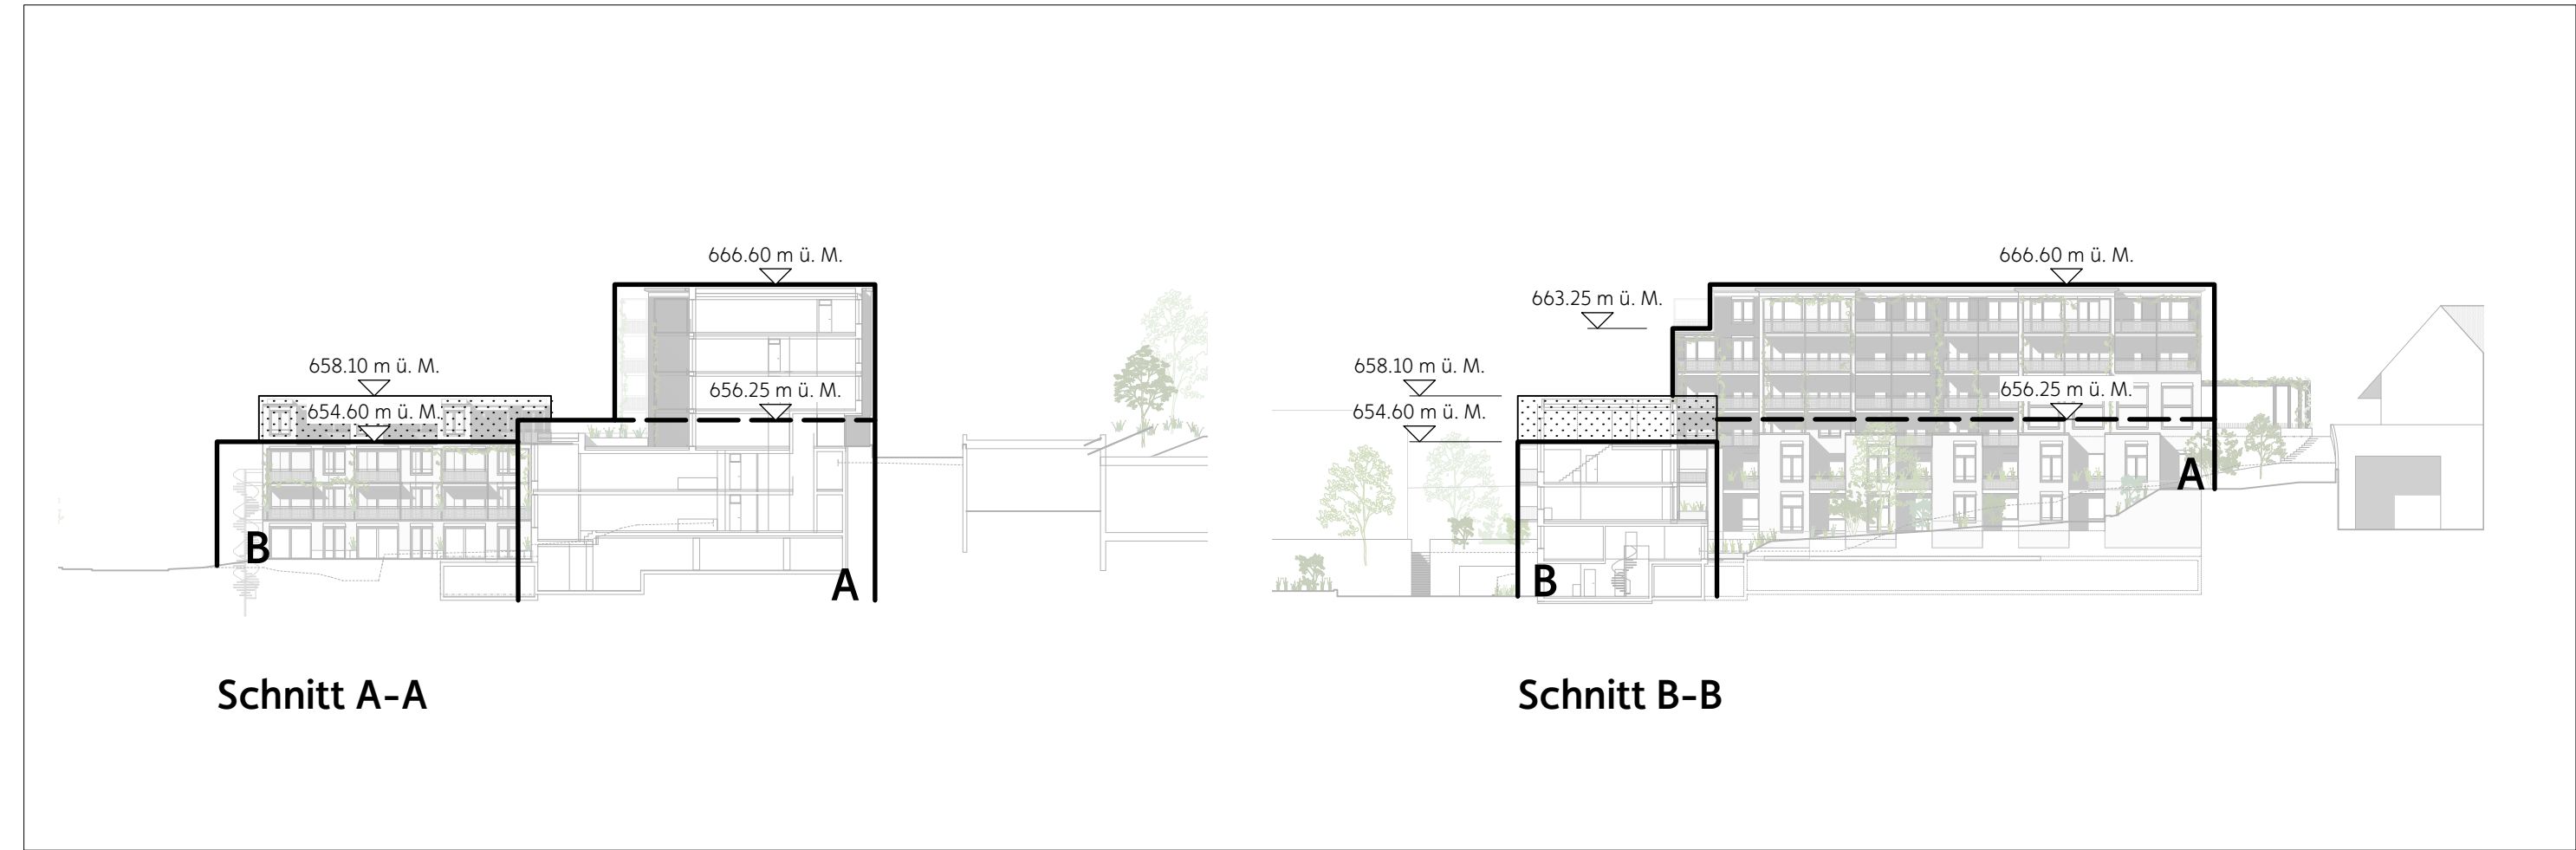 666.60 m ü. M.
658.10 m ü. M.
656.25 m ü. M.
654.60 m ü. M.
B
A
Schnitt A-A
666.60 m ü. M.
663.25 m ü. M.
658.10 m ü. M.
656.25 m ü. M.
654.60 m ü. M.
A
B
Schnitt B-B